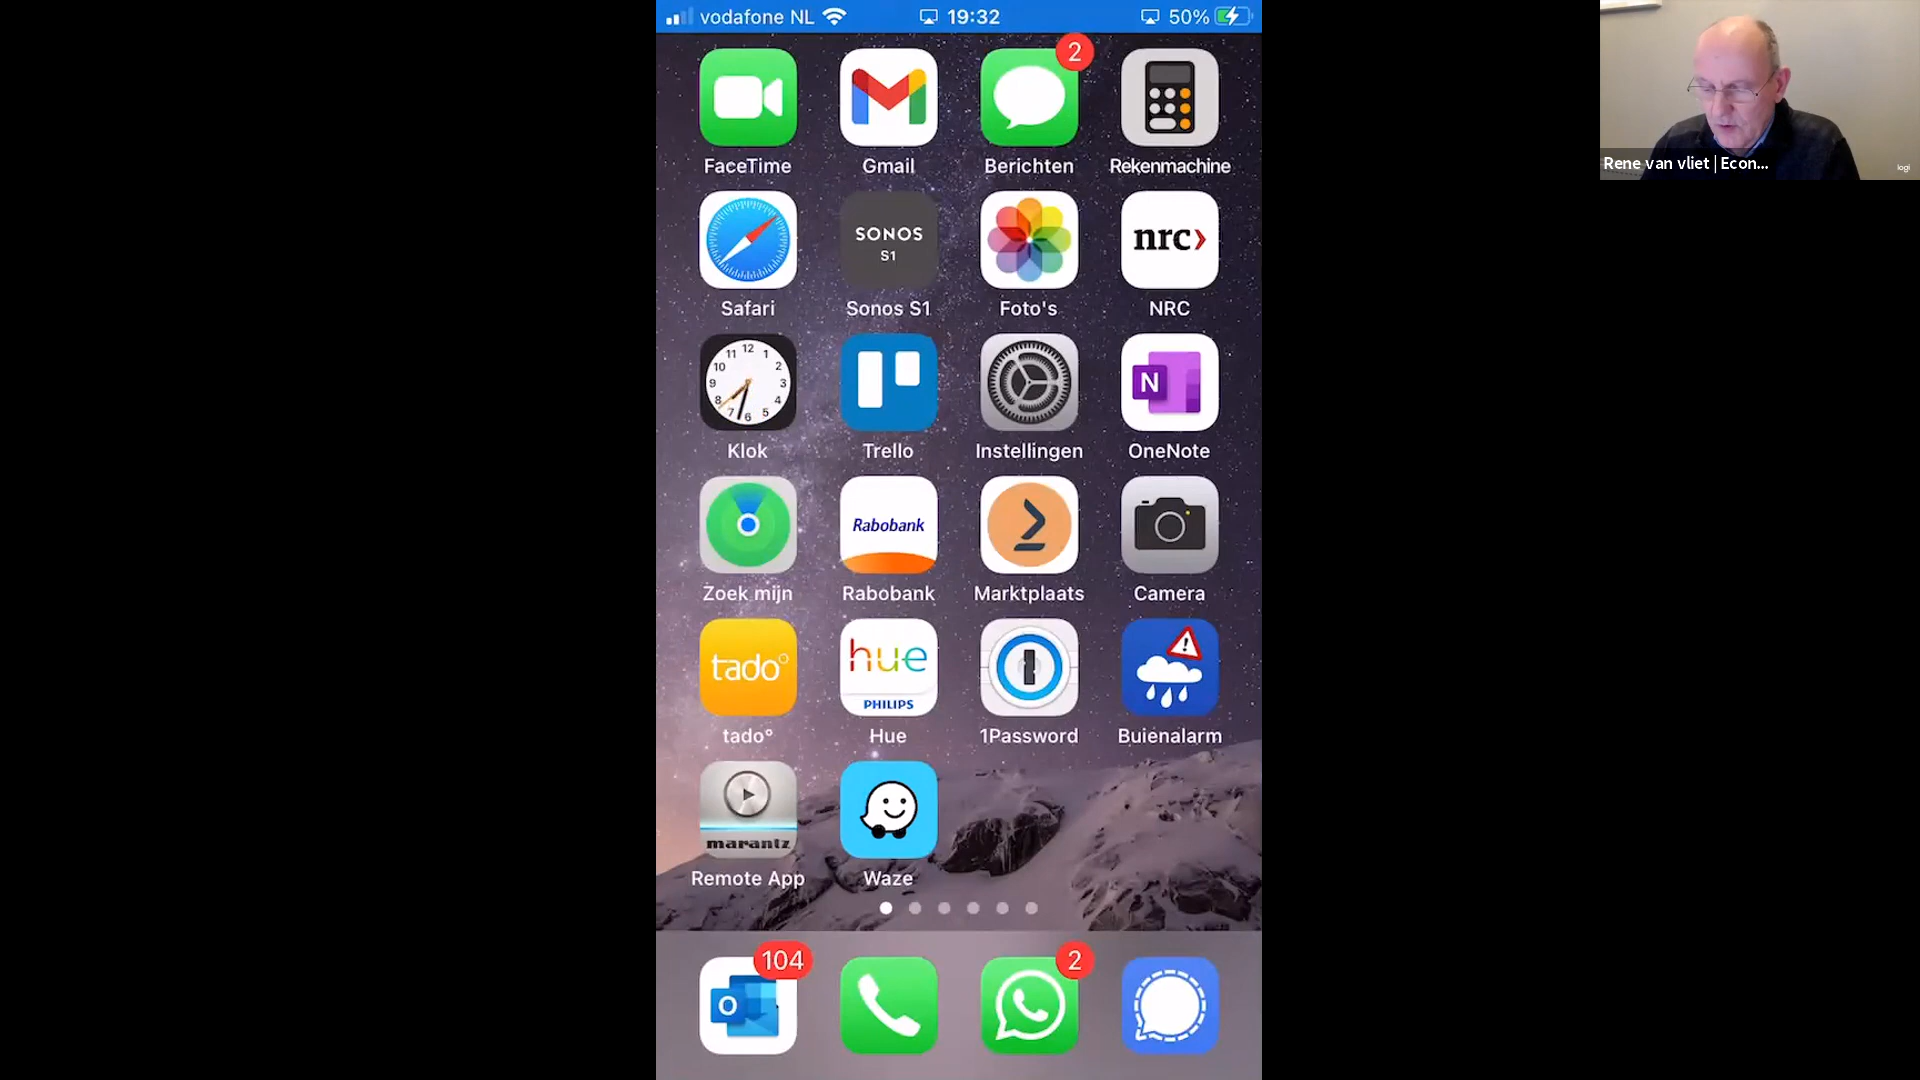 vodafone NL 19:32 50%
2
FaceTime Gmail Berichten Rekenmachine
SONOS
S1
nrc>
Safari Sonos S1 Foto's NRC
12
11 1
10 2
9 3
8 4
7 6 5
N
Klok Trello Instellingen OneNote
Rabobank
Zoek mijn Rabobank Marktplaats Camera
tado°
hue
PHILIPS
tado° Hue 1Password Buienalarm
marantz
Remote App Waze
104 2
O
Rene van vliet | Econ...
logi